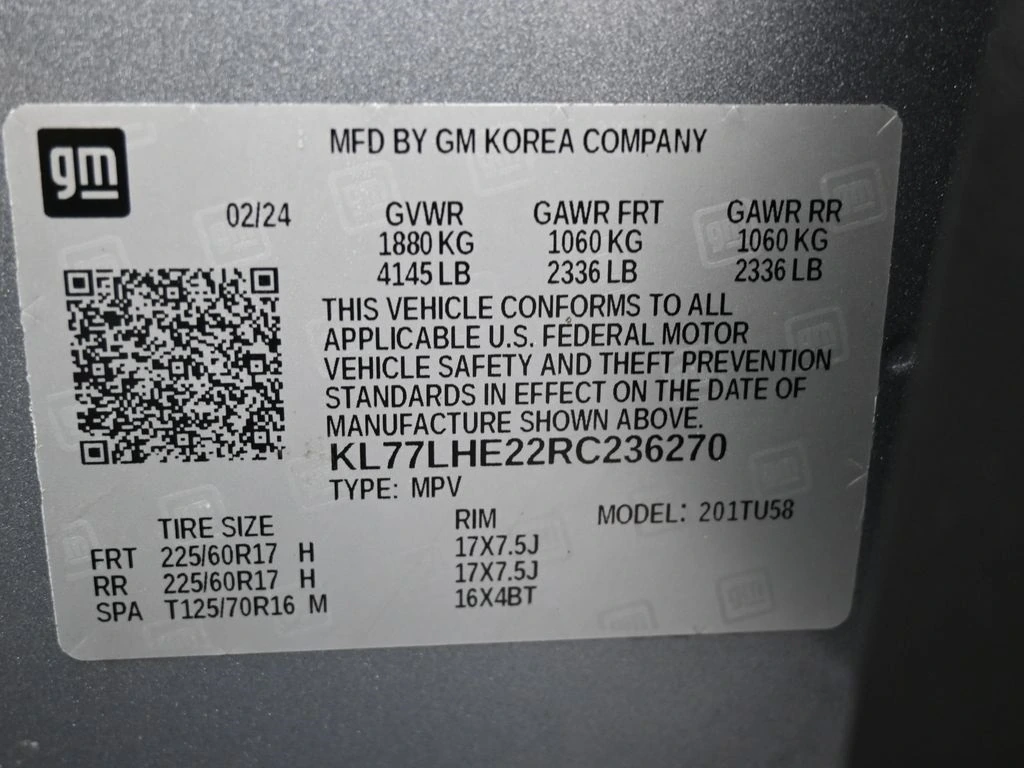 gm
MFD BY GM KOREA COMPANY
02/24 GVWR GAWR FRT GAWR RR
1880 KG 1060 KG 1060 KG
4145 LB 2336 LB 2336 LB
THIS VEHICLE CONFORMS TO ALL
APPLICABLE U.S. FEDERAL MOTOR
VEHICLE SAFETY AND THEFT PREVENTION
STANDARDS IN EFFECT ON THE DATE OF
MANUFACTURE SHOWN ABOVE.
KL77LHE22RC236270
TYPE: MPV
TIRE SIZE RIM MODEL: 201TU58
FRT 225/60R17 H 17X7.5J
RR 225/60R17 H 17X7.5J
SPA T125/70R16 M 16X4BT